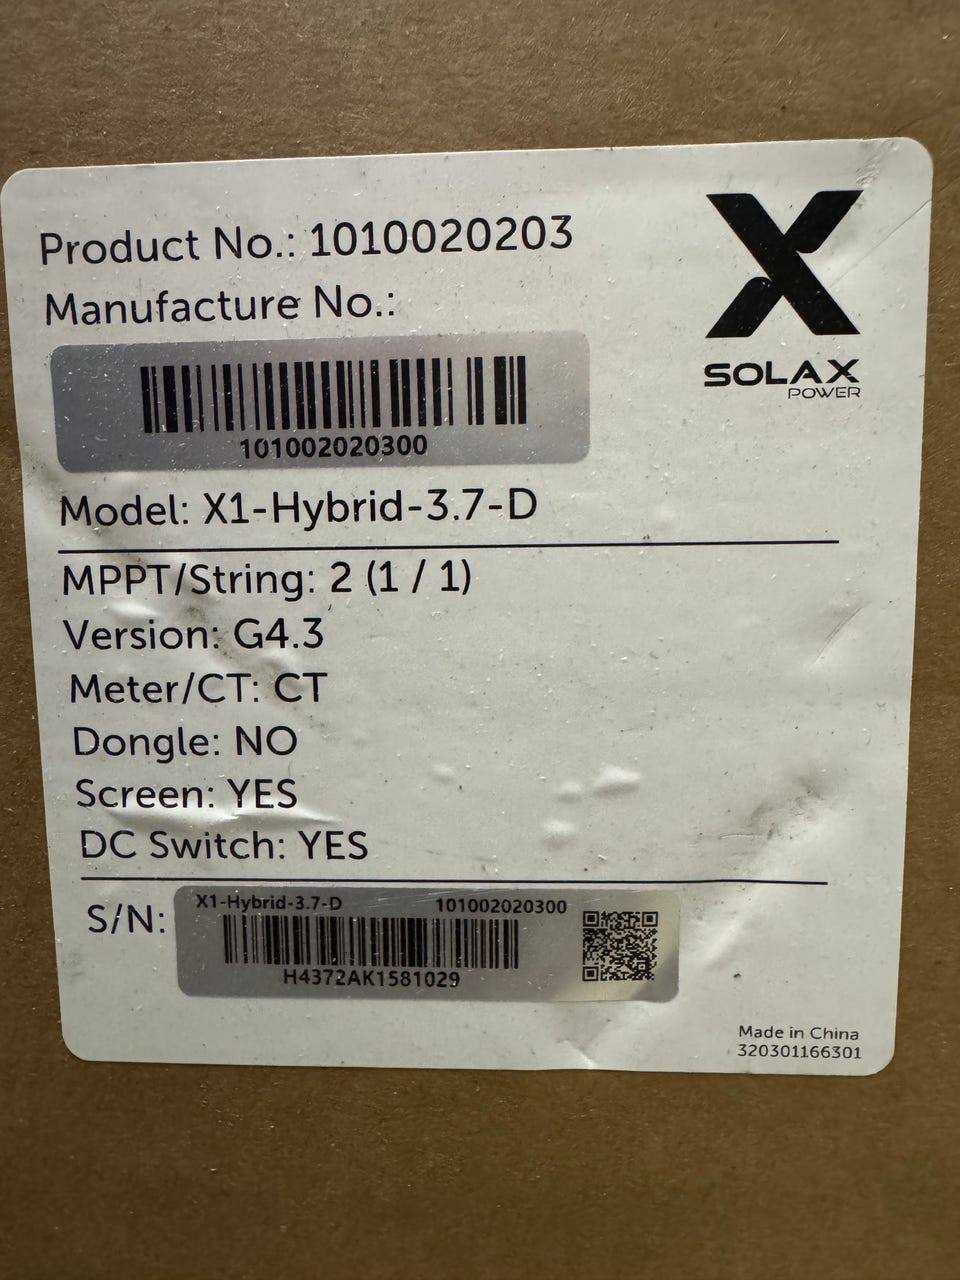 Product No.: 1010020203
Manufacture No.:
101002020300
SOLAX
POWER
Model: X1-Hybrid-3.7-D
MPPT/String: 2 (1 / 1)
Version: G4.3
Meter/CT: CT
Dongle: NO
Screen: YES
DC Switch: YES
S/N:
X1-Hybrid-3.7-D 101002020300
H4372AK1581029
Made in China
320301166301